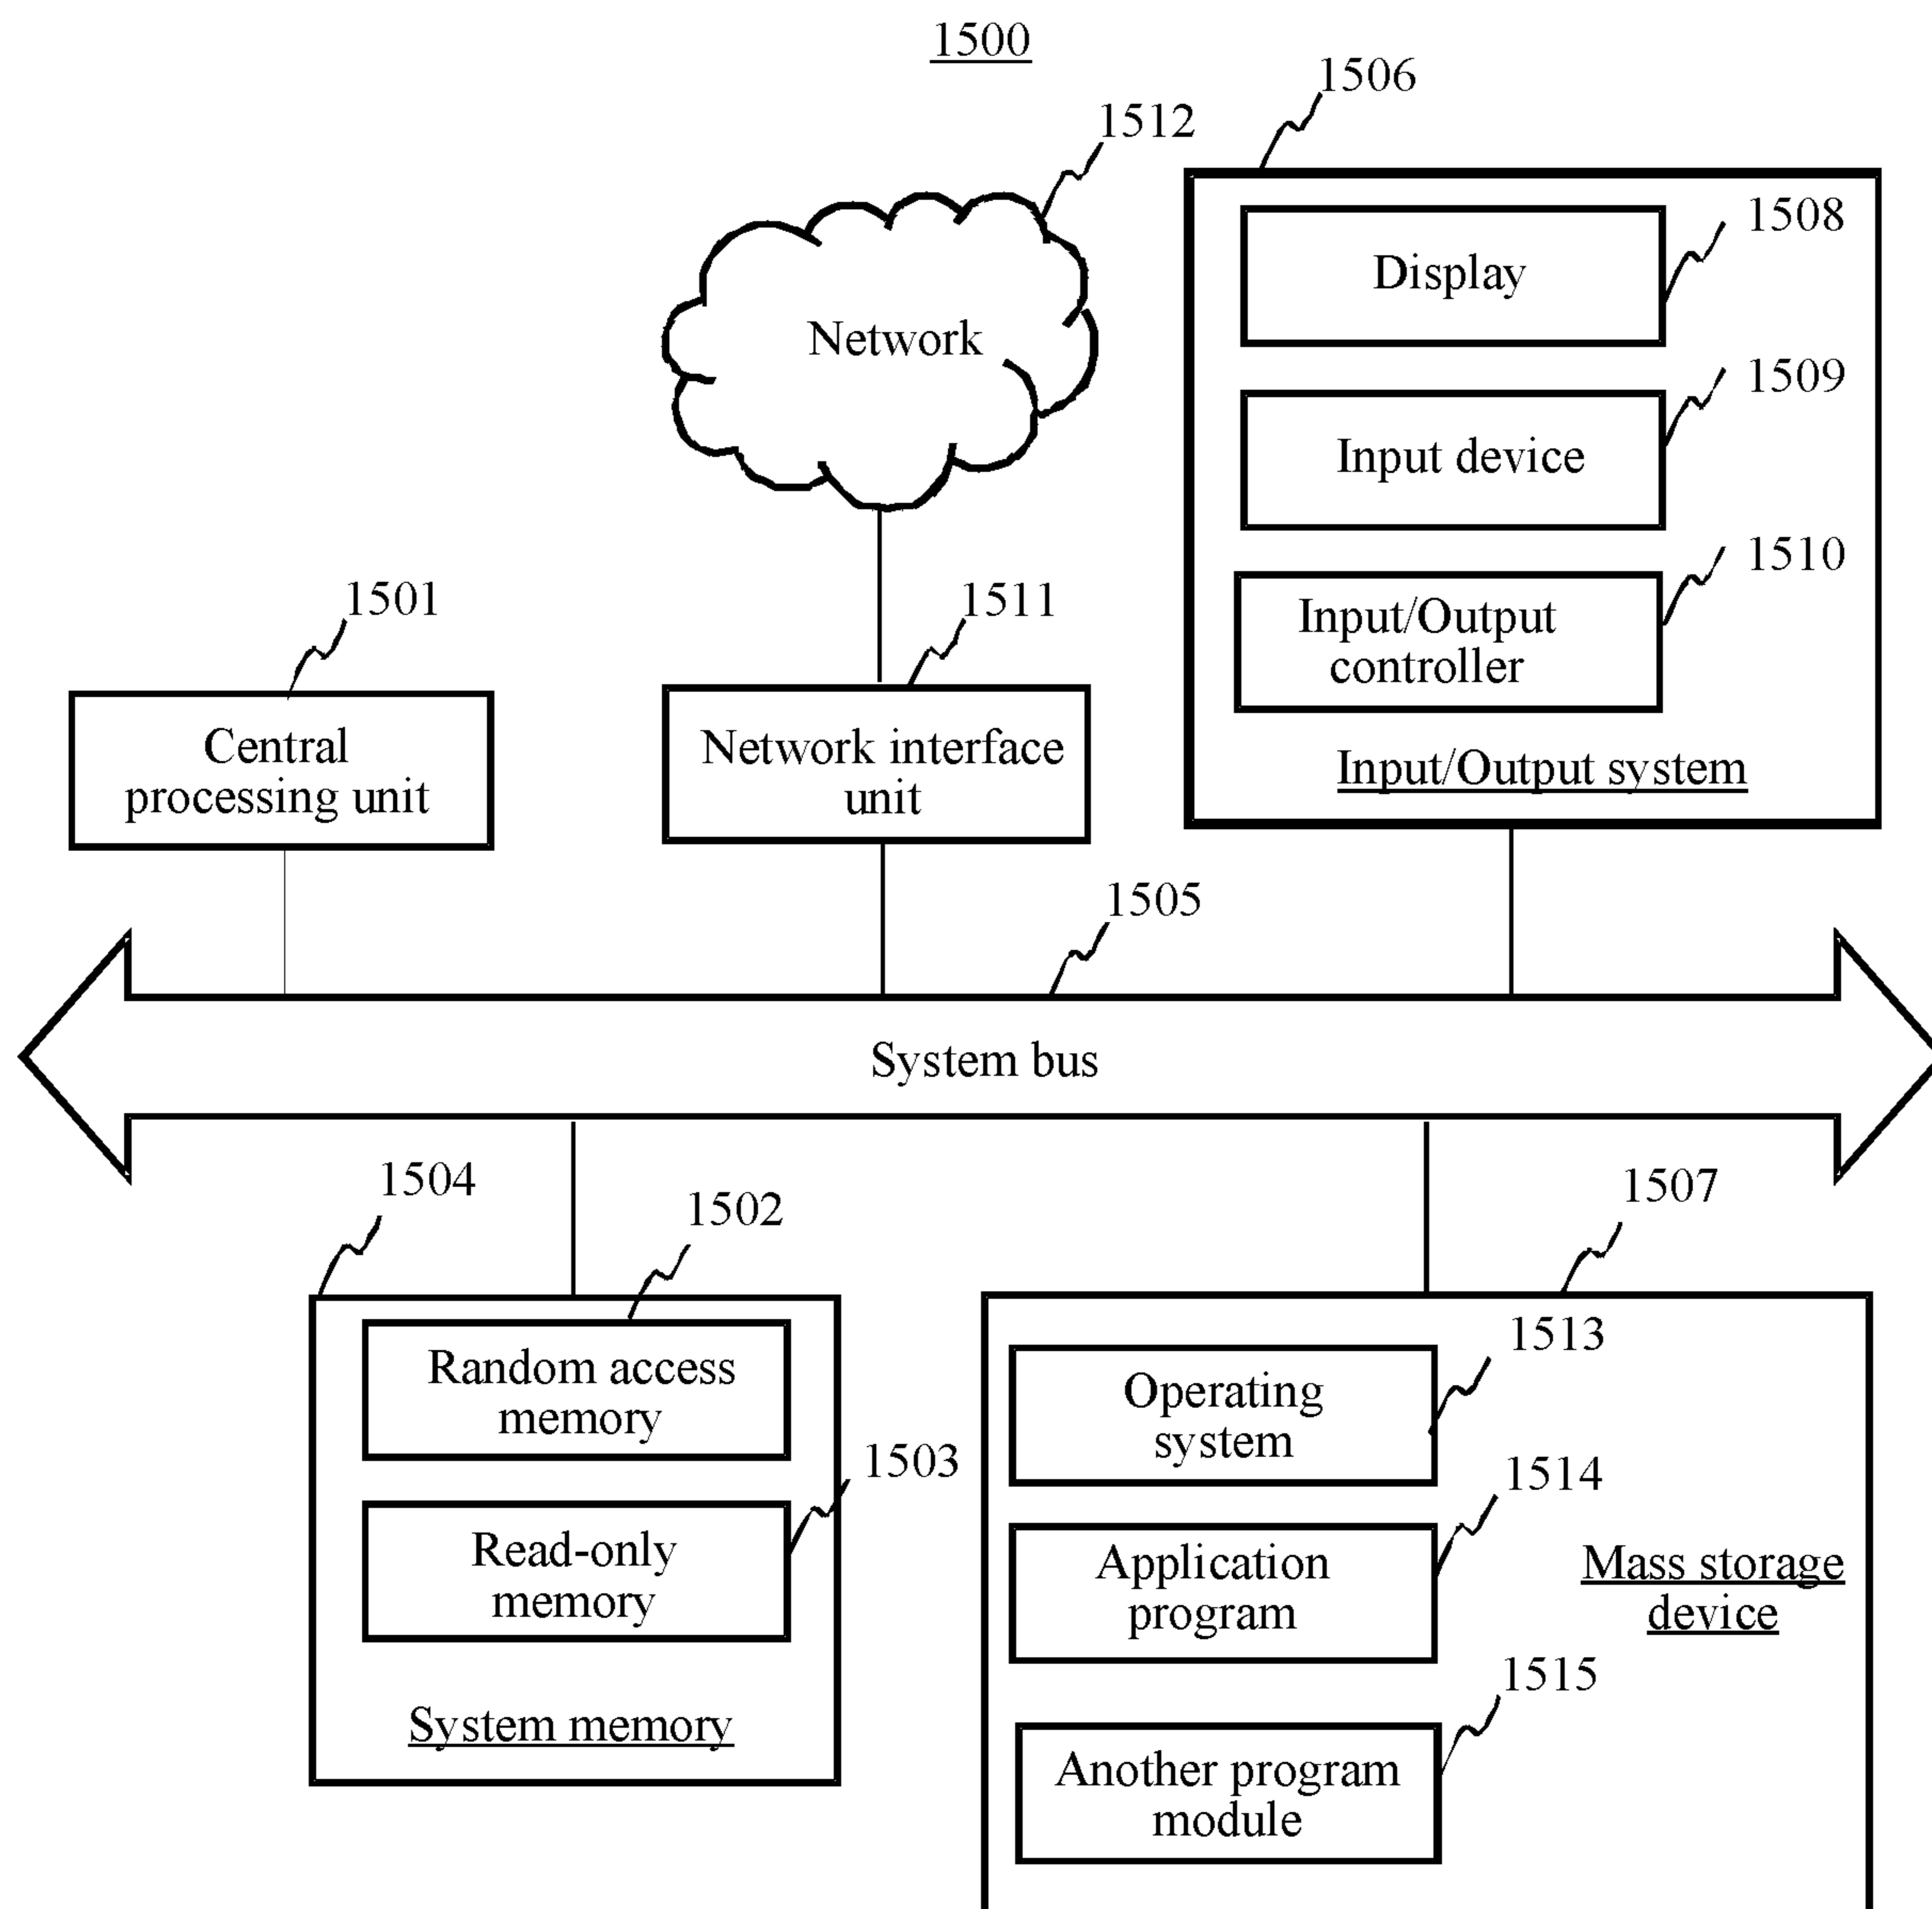 1500
1506
1512
1508
Display
Network
1509
Input device
1510
Input/Output
controller
Input/Output system
1501
Central
processing unit
1511
Network interface
unit
1505
System bus
1504
1502
Random access
memory
1503
Read-only
memory
System memory
1507
1513
Operating
system
1514
Application
program
Mass storage
device
1515
Another program
module